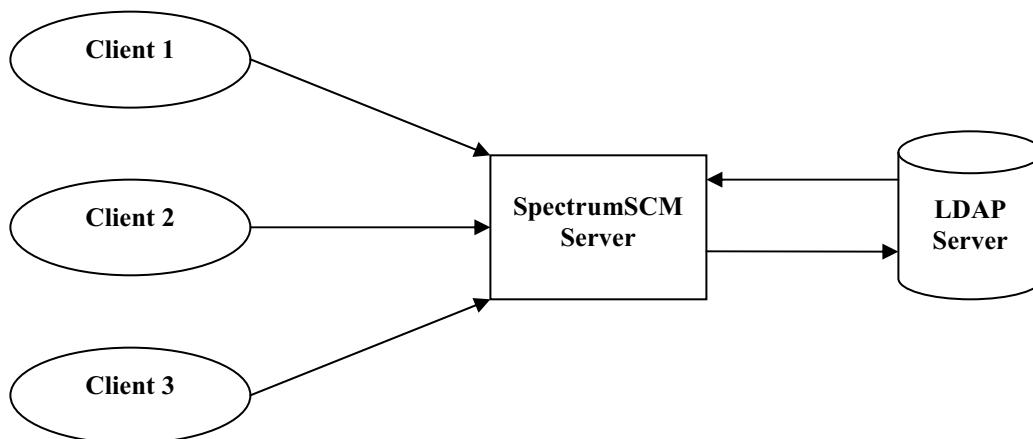 Client 1
Client 2
Client 3
SpectrumSCM
Server
LDAP
Server